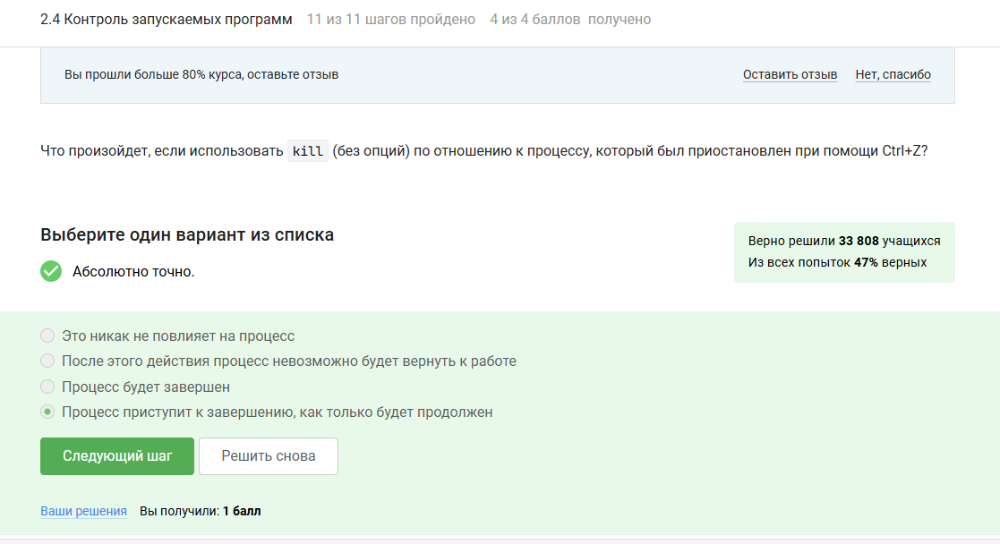 2.4 Контроль запускаемых программ 11 из 11 шагов пройдено 4 из 4 баллов получено
Вы прошли больше 80% курса, оставьте отзыв Оставить отзыв Нет, спасибо
Что произойдет, если использовать kill (без опций) по отношению к процессу, который был приостановлен при помощи Ctrl+Z?
Выберите один вариант из списка
Абсолютно точно.
Верно решили 33 808 учащихся
Из всех попыток 47% верных
Это никак не повлияет на процесс
После этого действия процесс невозможно будет вернуть к работе
Процесс будет завершен
Процесс приступит к завершению, как только будет продолжен
Следующий шаг Решить снова
Ваши решения Вы получили: 1 балл